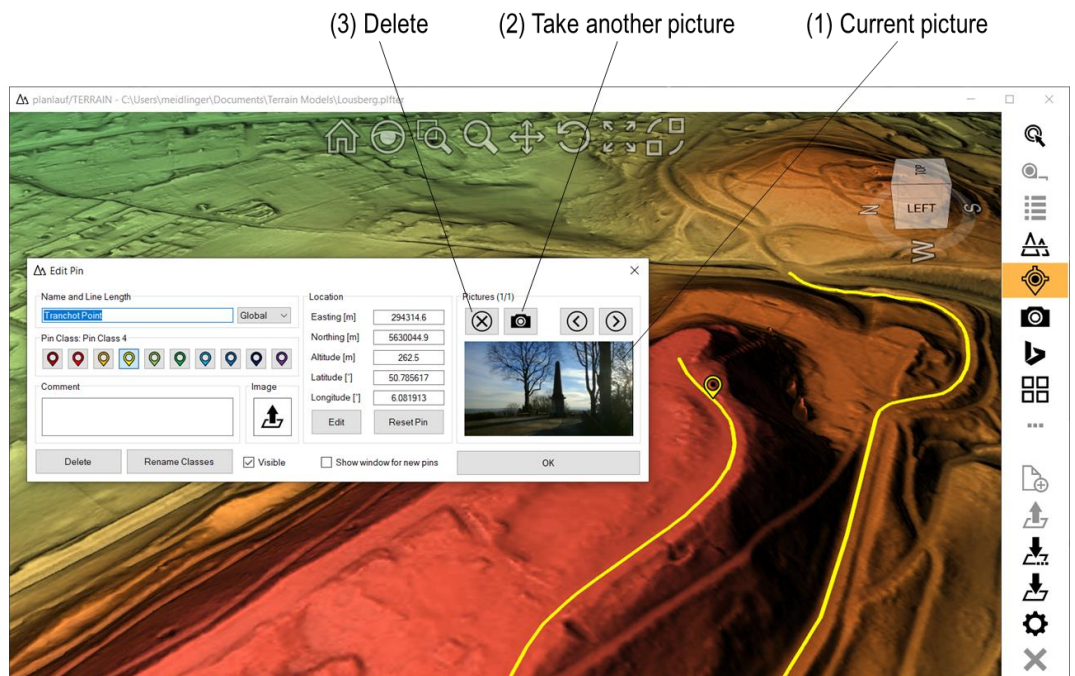 (3) Delete
(2) Take another picture
(1) Current picture
planlauf/TERRAIN - C:\Users\meidlinger\Documents\Terrain Models\Lousberg.plfter
TOP
LEFT
N
S
W
Edit Pin
Name and Line Length
Tranchot Point
Global
Pin Class: Pin Class 4
Comment
Image
Delete
Rename Classes
Visible
Location
Easting [m]
294314.6
Northing [m]
5630044.9
Altitude [m]
262.5
Latitude [°]
50.785617
Longitude [°]
6.081913
Edit
Reset Pin
Show window for new pins
Pictures (1/1)
OK